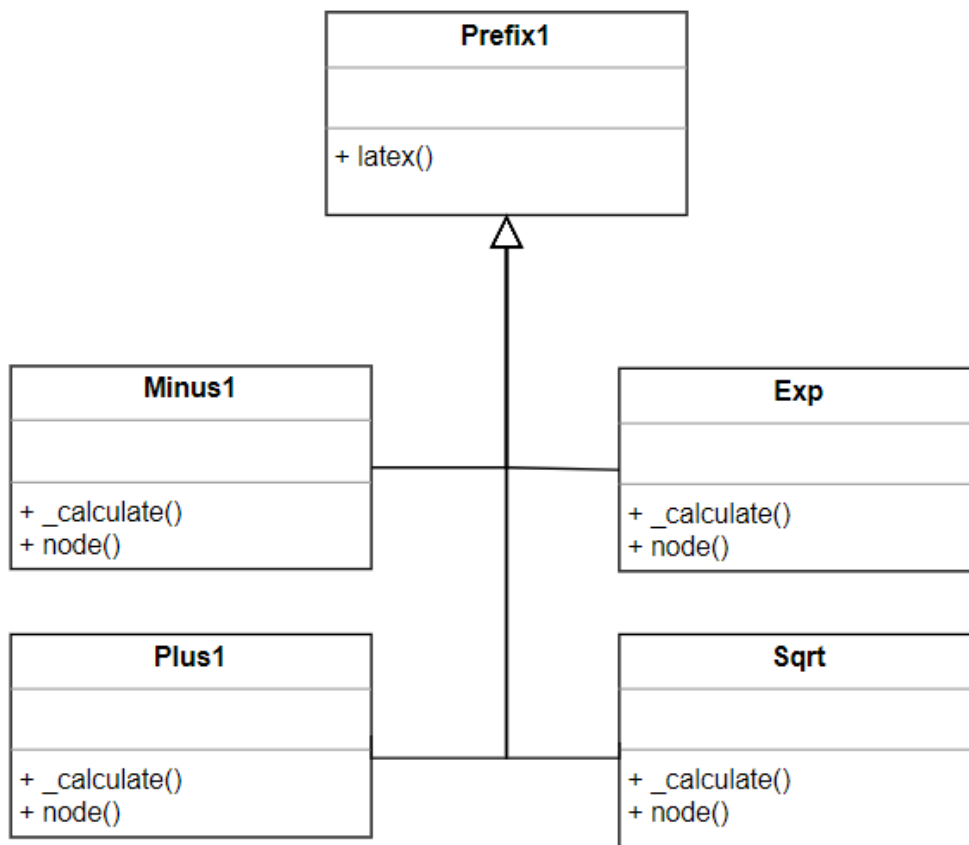 Prefix1
+ latex()
Minus1
+ _calculate()
+ node()
Exp
+ _calculate()
+ node()
Plus1
+ _calculate()
+ node()
Sqrt
+ _calculate()
+ node()